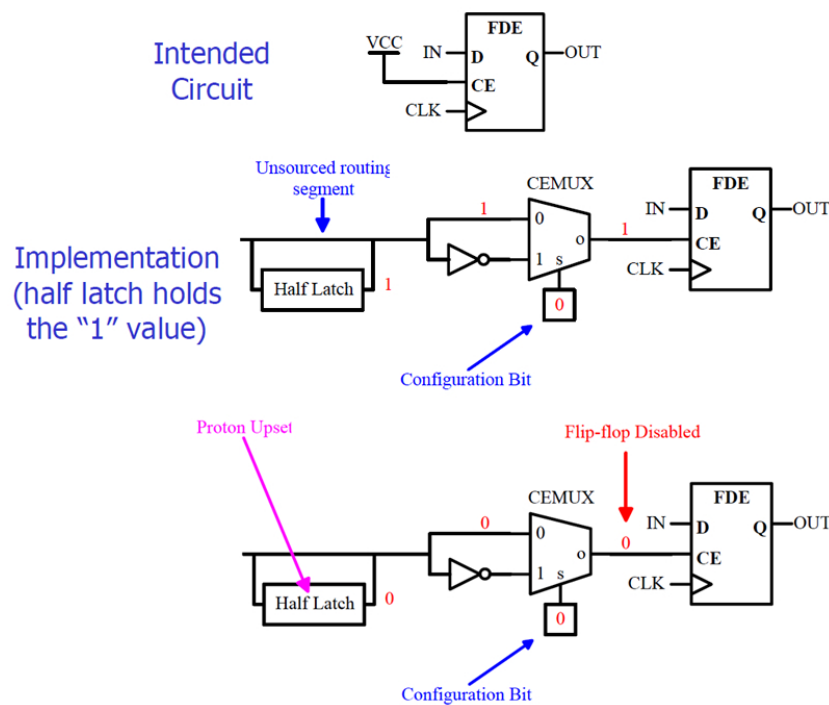 Intended
Circuit
VCC
IN
D
FDE
Q
OUT
CE
CLK
Unsourced routing
segment
Implementation
(half latch holds
the “1” value)
Half Latch
1
1
0
1
s
o
CEMUX
0
1
IN
D
FDE
Q
OUT
CE
CLK
Configuration Bit
Proton Upset
Flip-flop Disabled
Half Latch
0
0
0
1
s
o
CEMUX
0
0
IN
D
FDE
Q
OUT
CE
CLK
Configuration Bit